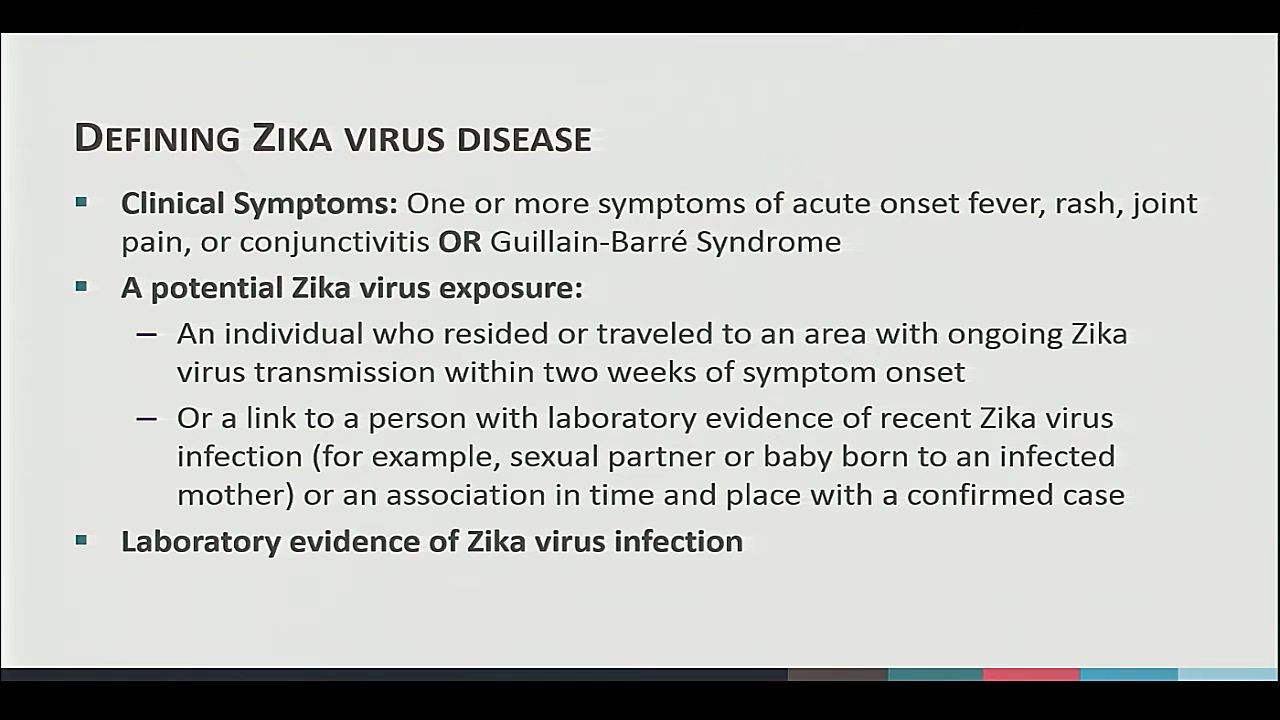 DEFINING ZIKA VIRUS DISEASE
▪ Clinical Symptoms: One or more symptoms of acute onset fever, rash, joint
pain, or conjunctivitis OR Guillain-Barré Syndrome
▪ A potential Zika virus exposure:
– An individual who resided or traveled to an area with ongoing Zika
virus transmission within two weeks of symptom onset
– Or a link to a person with laboratory evidence of recent Zika virus
infection (for example, sexual partner or baby born to an infected
mother) or an association in time and place with a confirmed case
▪ Laboratory evidence of Zika virus infection